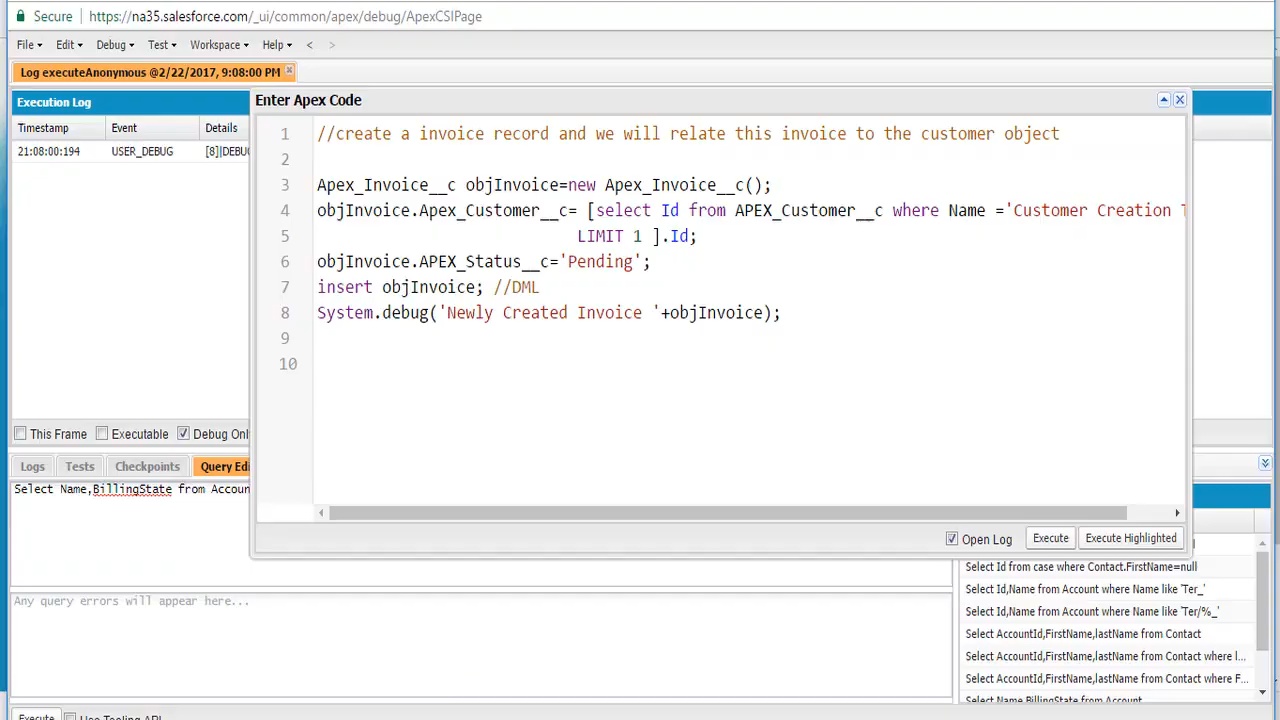 Secure https://na35.salesforce.com/_ui/common/apex/debug/ApexCSIPage
File Edit Debug Test Workspace Help < >
Log executeAnonymous @2/22/2017, 9:08:00 PM
Execution Log
Timestamp Event Details
21:08:00:194 USER_DEBUG [8]|DEBU
Enter Apex Code
1 //create a invoice record and we will relate this invoice to the customer object
2
3 Apex_Invoice__c objInvoice=new Apex_Invoice__c();
4 objInvoice.Apex_Customer__c= [select Id from APEX_Customer__c where Name ='Customer Creation
5 LIMIT 1 ].Id;
6 objInvoice.APEX_Status__c='Pending';
7 insert objInvoice; //DML
8 System.debug('Newly Created Invoice '+objInvoice);
9
10
Open Log Execute Execute Highlighted
This Frame Executable Debug Onl
Logs Tests Checkpoints Query Edi
Select Name,BillingState from Accoun
Any query errors will appear here...
Select Id from case where Contact.FirstName=null
Select Id,Name from Account where Name like 'Ter_'
Select Id,Name from Account where Name like 'Ter/%_'
Select AccountId,FirstName,lastName from Contact
Select AccountId,FirstName,lastName from Contact where l...
Select AccountId,FirstName,lastName from Contact where F...
Select Name,BillingState from Account
Execute Use Tooling API